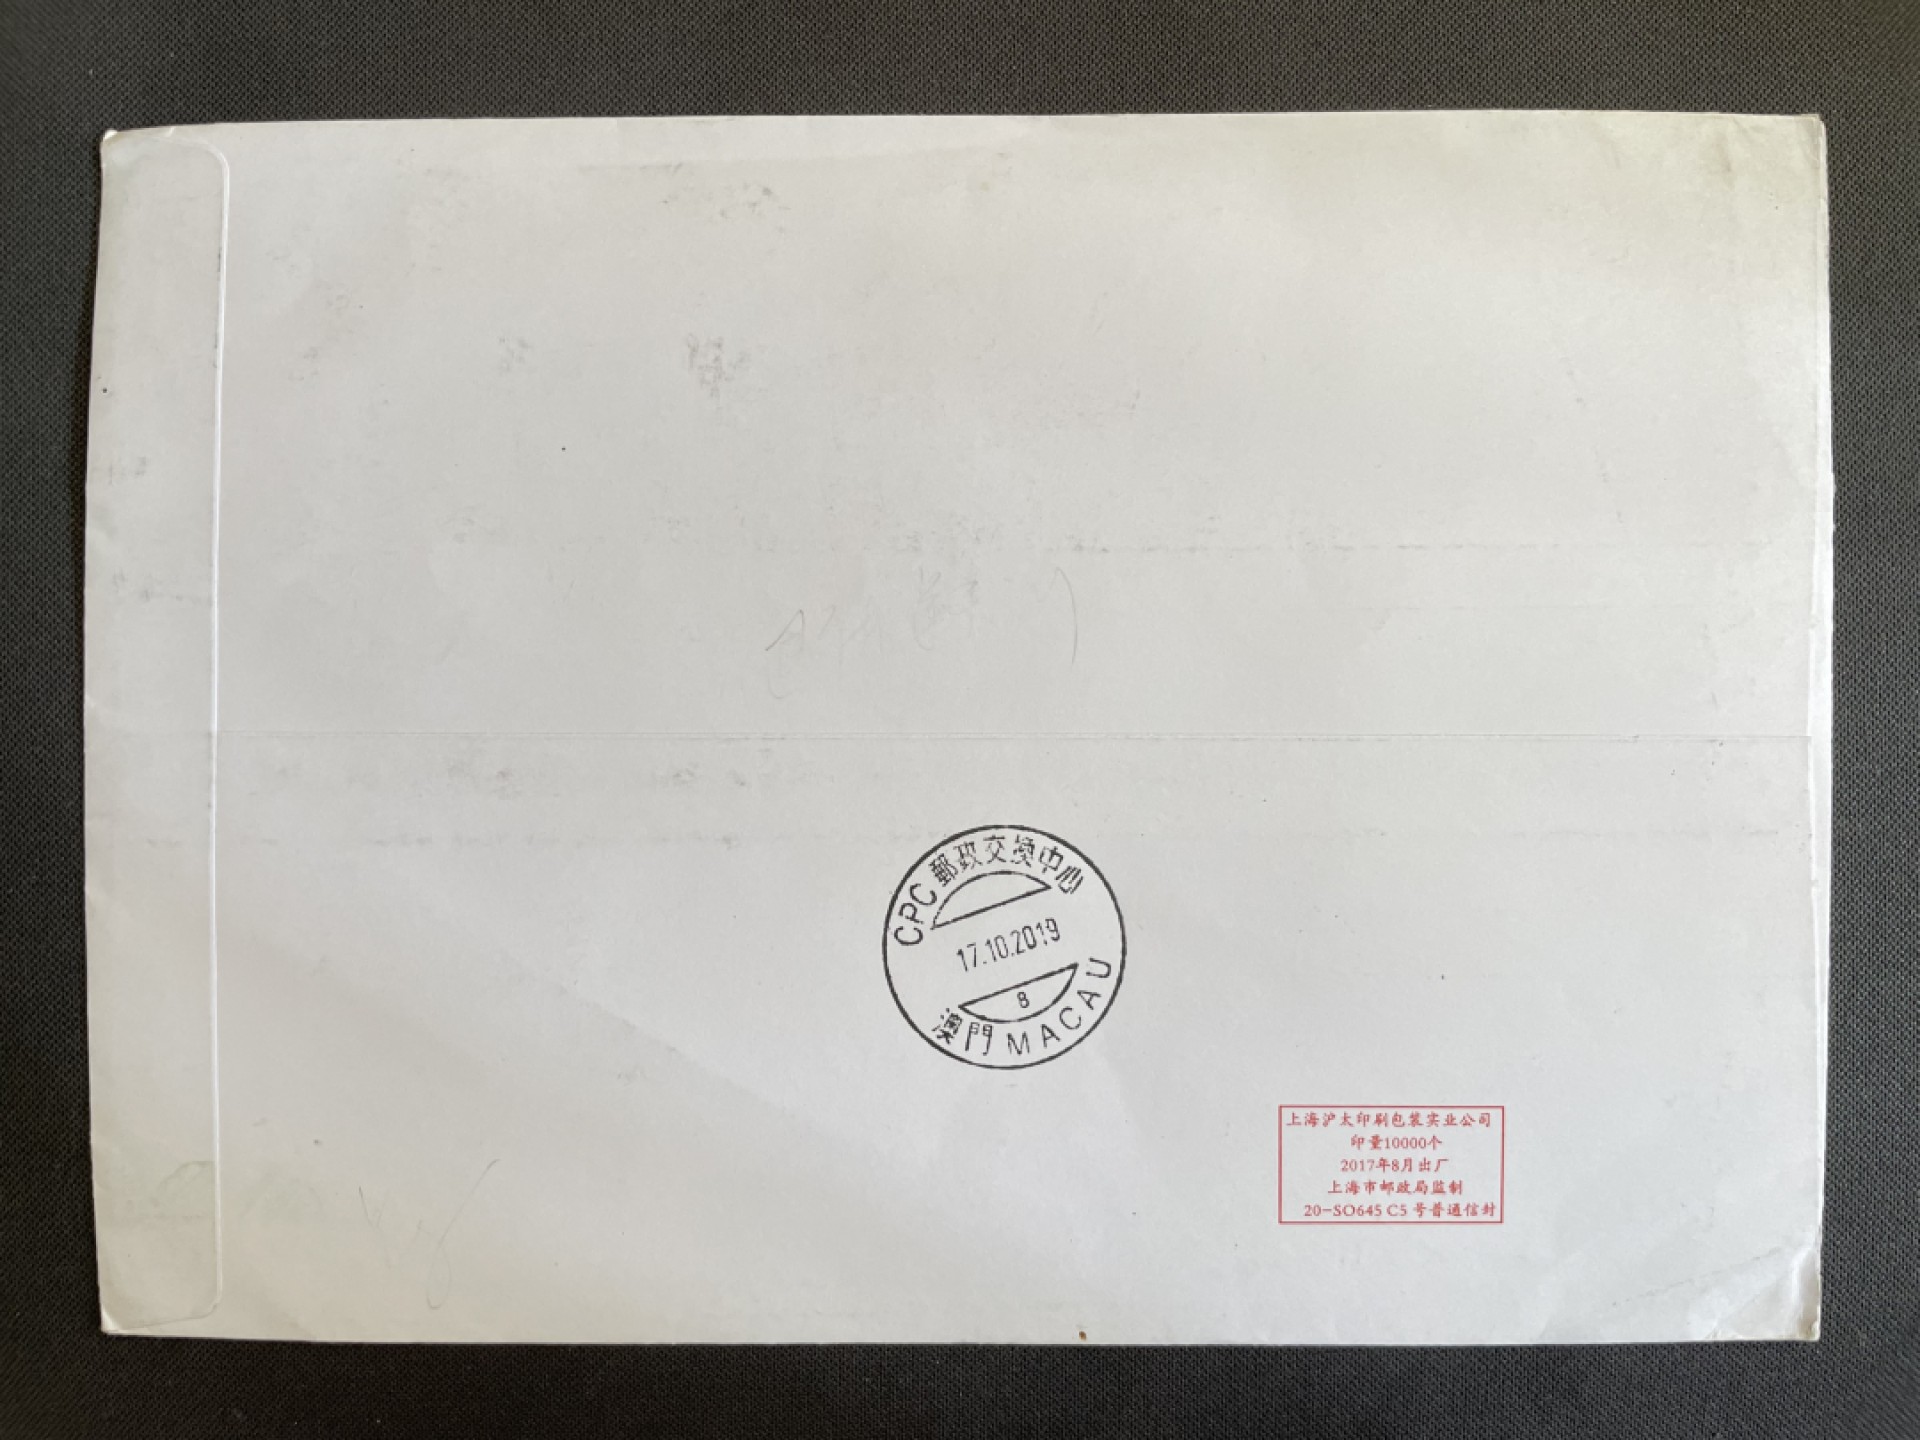 CPC 郵政交換中心
17.10.2019
8
澳門 MACAU
上海沪太印刷包装实业公司
印量10000个
2017年8月出厂
上海市邮政局监制
20-SO645 C5 号普通信封